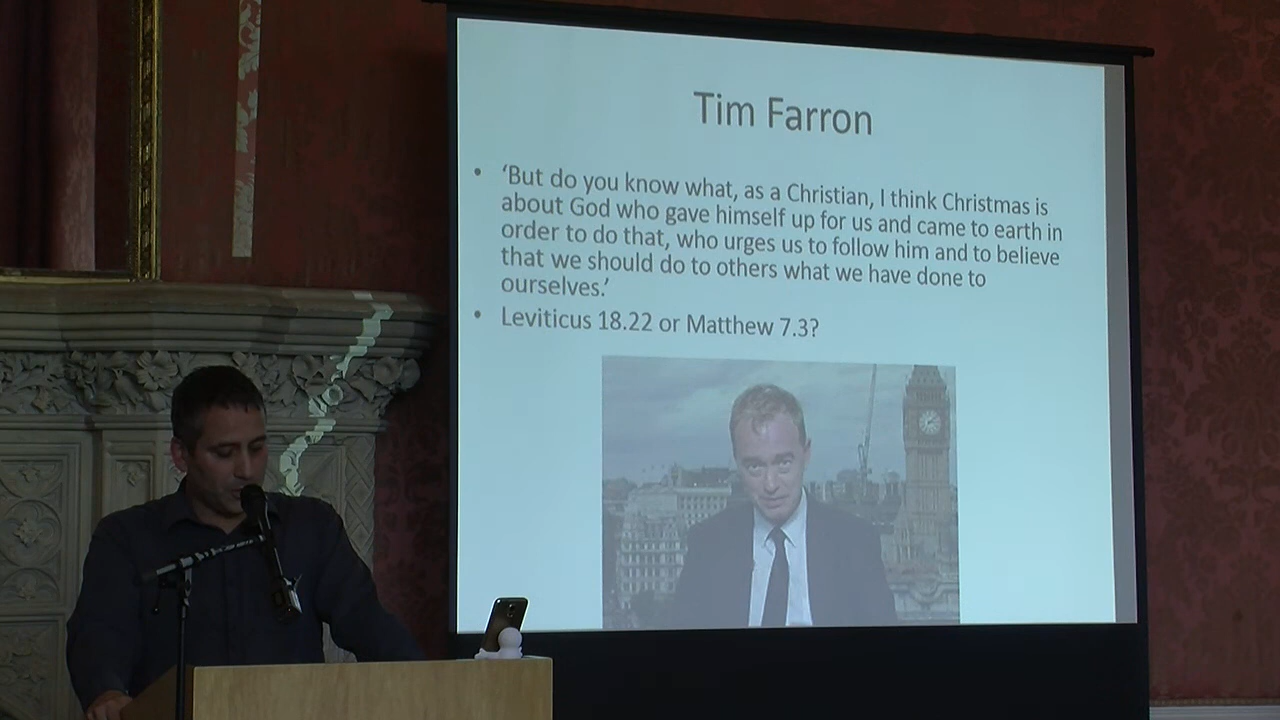 Tim Farron
• ‘But do you know what, as a Christian, I think Christmas is
about God who gave himself up for us and came to earth in
order to do that, who urges us to follow him and to believe
that we should do to others what we have done to
ourselves.’
• Leviticus 18.22 or Matthew 7.3?